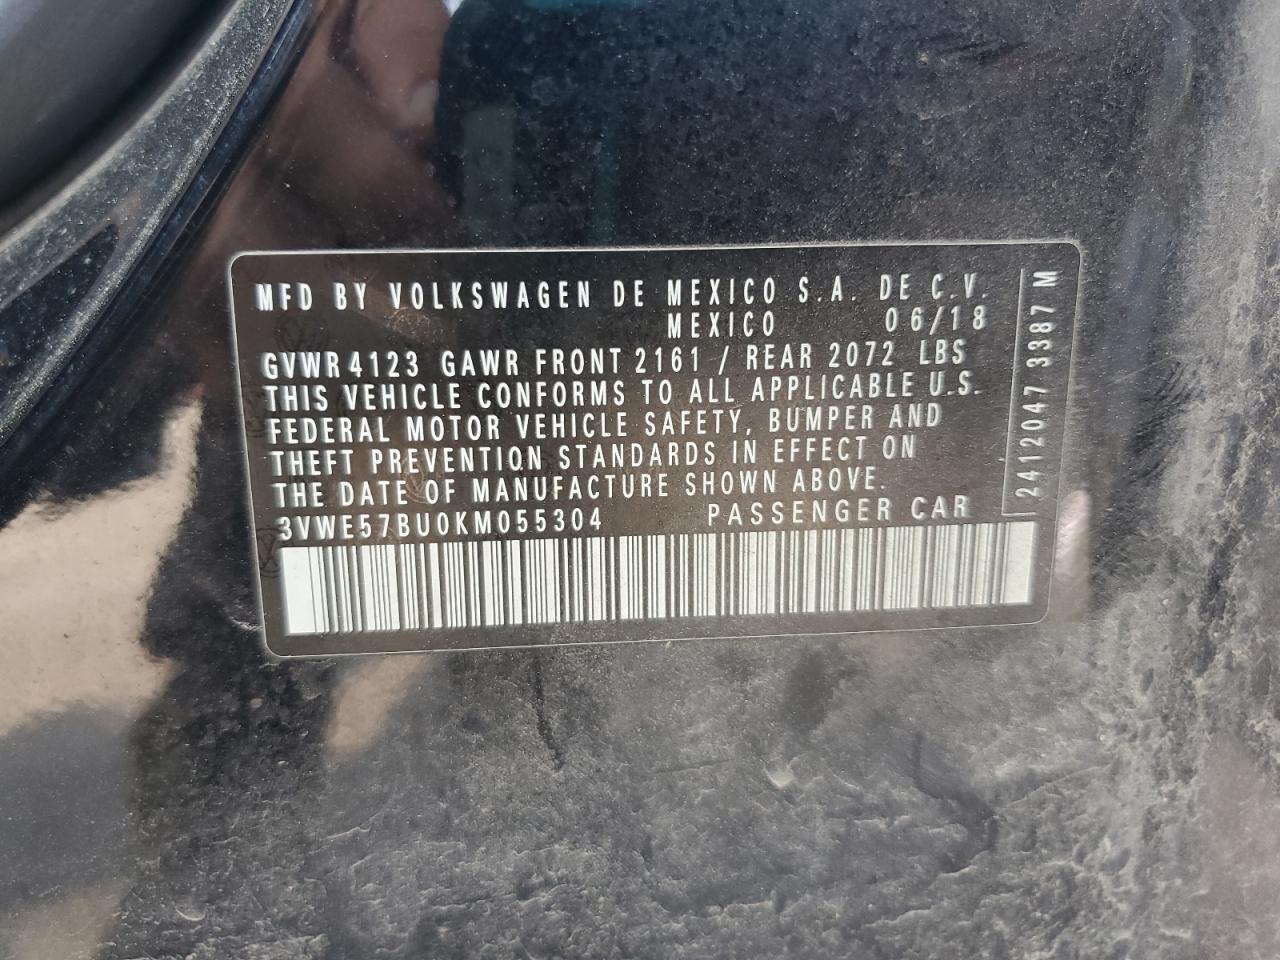 MFD BY VOLKSWAGEN DE MEXICO S.A. DE C.V.
MEXICO 06/18
GVWR 4123 GAWR FRONT 2161 / REAR 2072 LBS
THIS VEHICLE CONFORMS TO ALL APPLICABLE U.S.
FEDERAL MOTOR VEHICLE SAFETY, BUMPER AND
THEFT PREVENTION STANDARDS IN EFFECT ON
THE DATE OF MANUFACTURE SHOWN ABOVE.
3VWE57BU0KM055304 PASSENGER CAR
2412047 3387 M